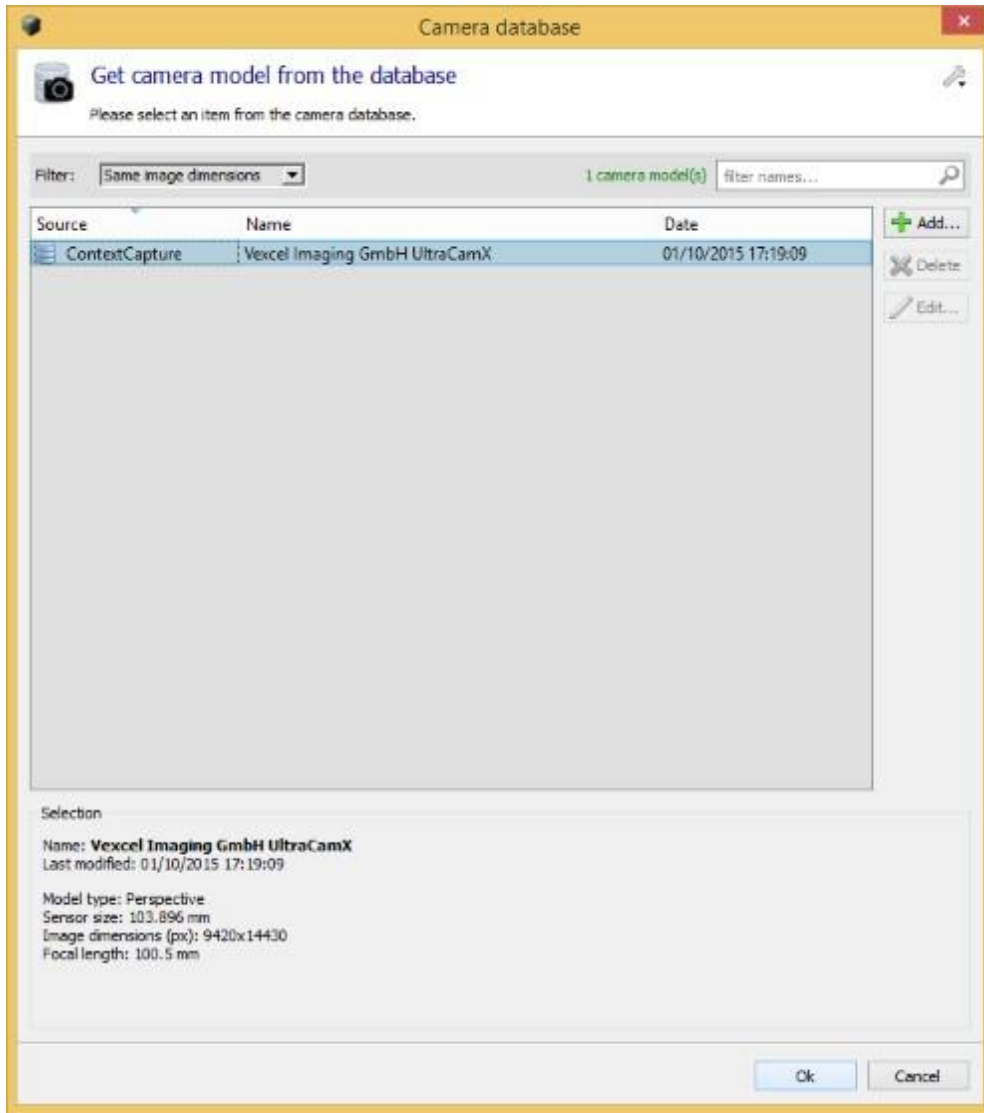 Camera database
Get camera model from the database
Please select an item from the camera database.
Filter: Same image dimensions 1 camera model(s) filter names...
Source Name Date Add...
ContextCapture Vexcel Imaging GmbH UltraCamX 01/10/2015 17:19:09
Delete
Edit...
Selection
Name: Vexcel Imaging GmbH UltraCamX
Last modified: 01/10/2015 17:19:09
Model type: Perspective
Sensor size: 103.896 mm
Image dimensions (px): 9420x14430
Focal length: 100.5 mm
Ok Cancel